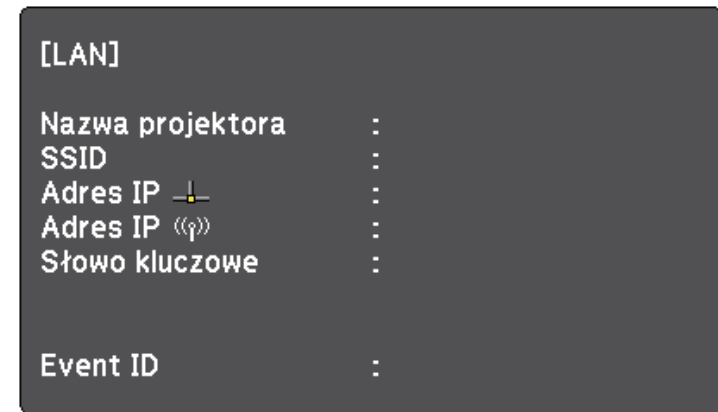 [LAN]
Nazwa projektora :
SSID :
Adres IP :
Adres IP :
Słowo kluczowe :
Event ID :